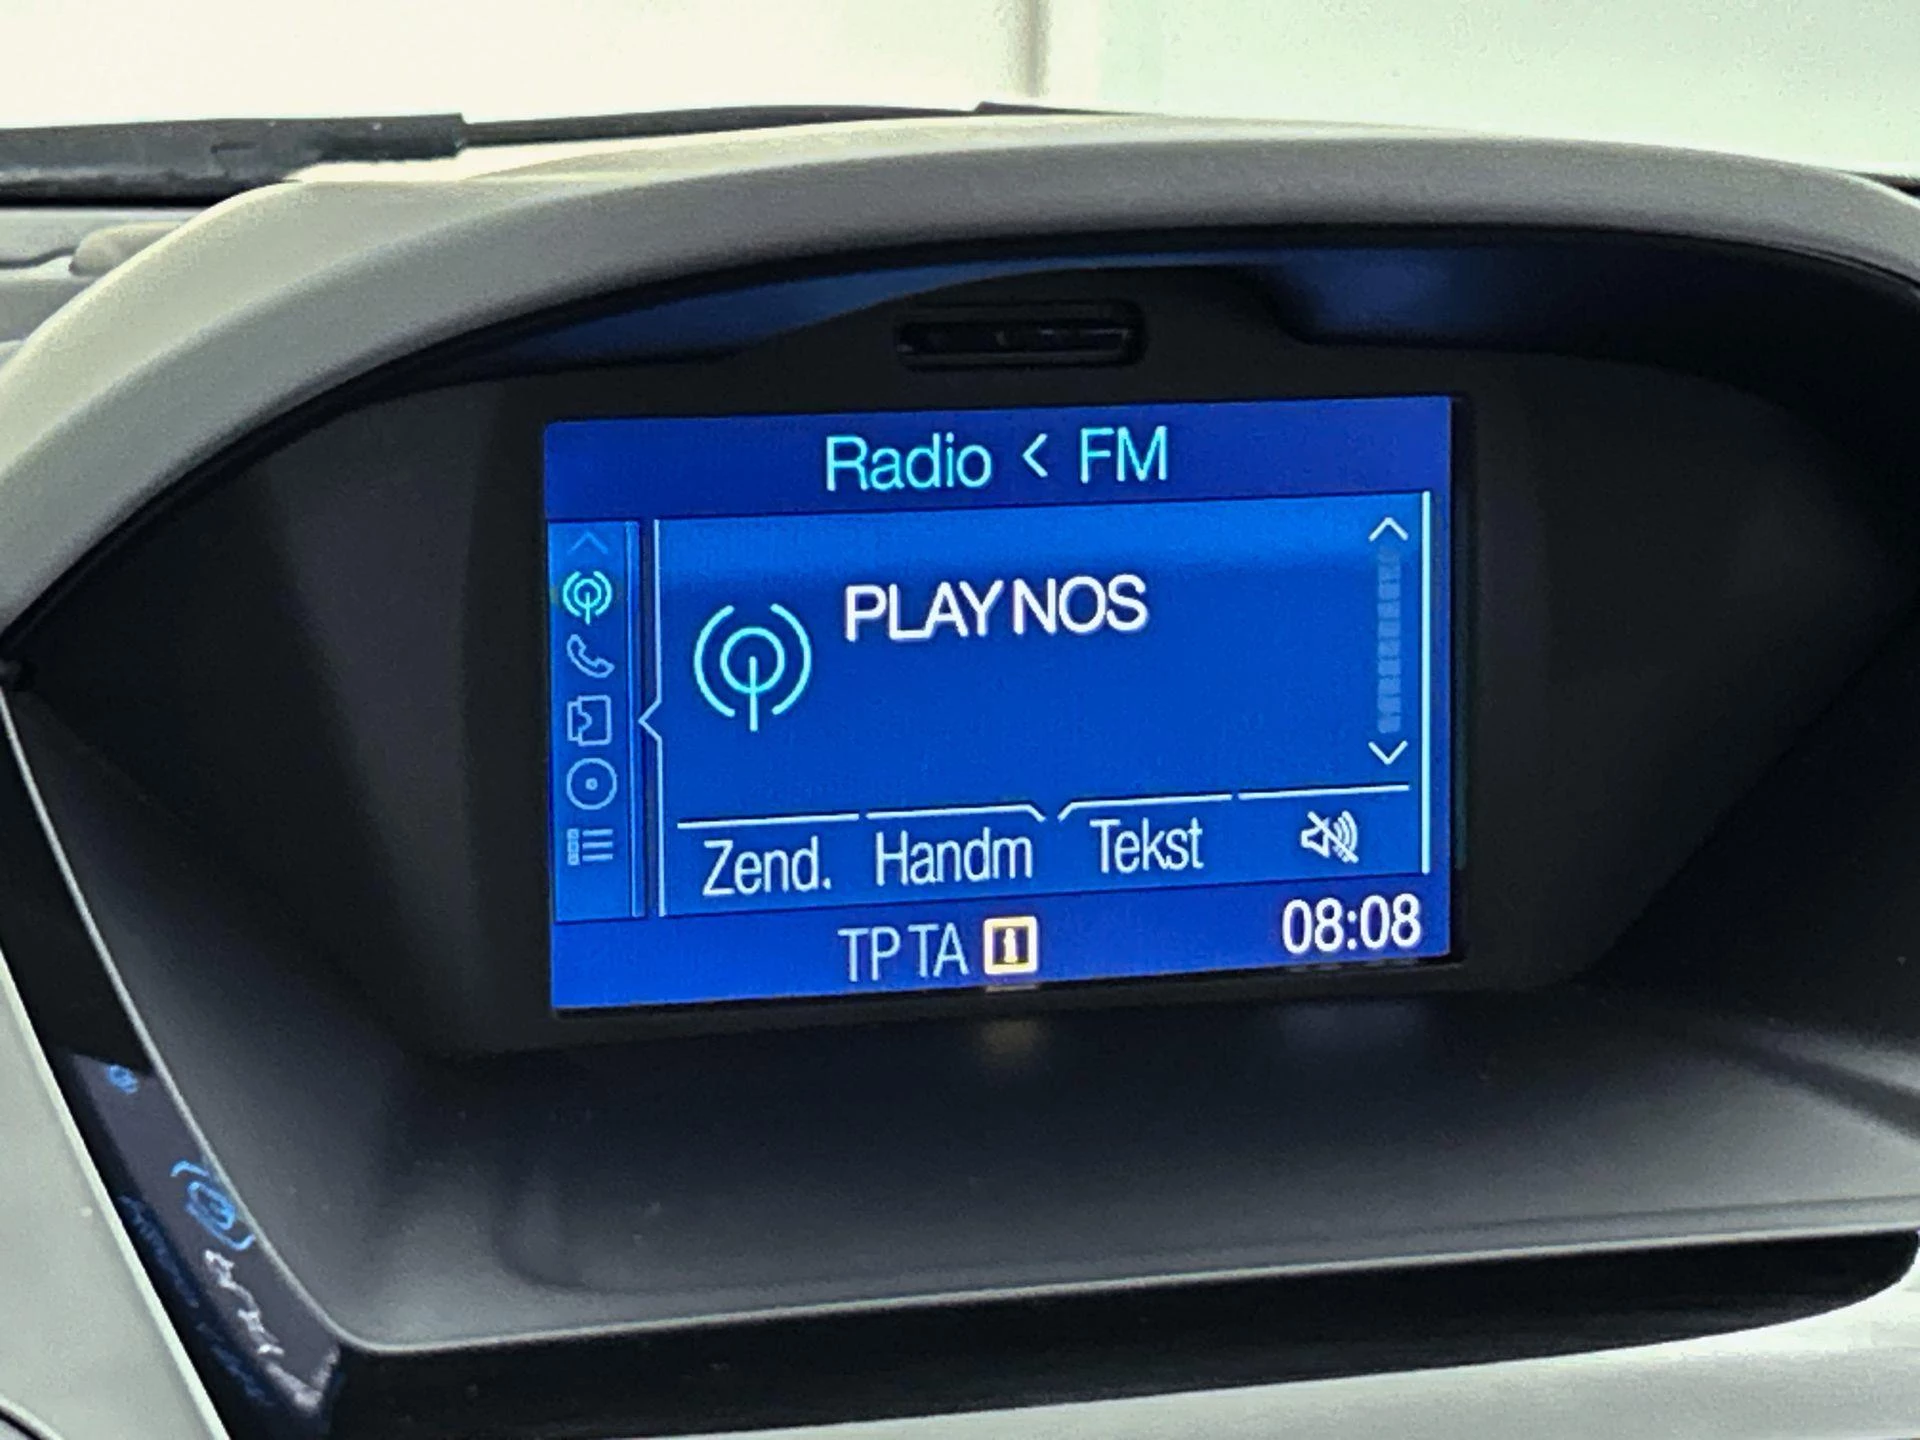 Radio < FM
PLAY NOS
Zend. Handm Tekst
TP TA i 08:08